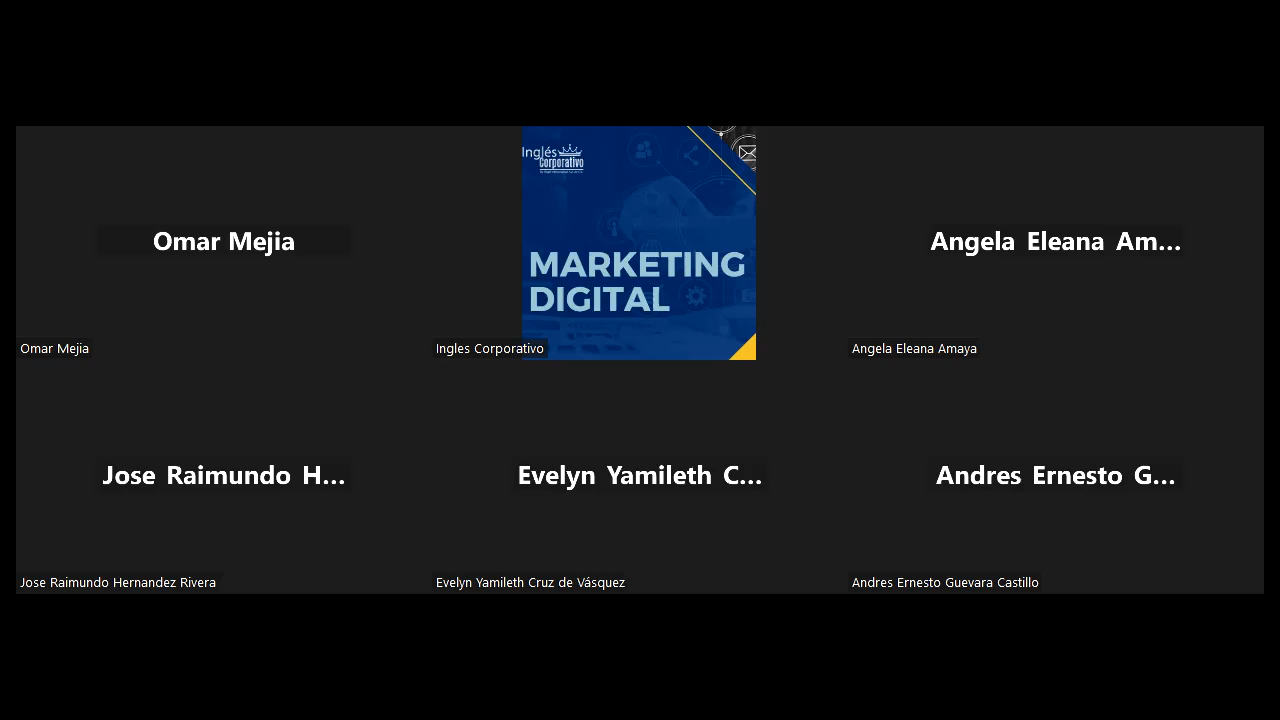 Omar Mejia
Omar Mejia
Inglés
Corporativo
MARKETING
DIGITAL
Ingles Corporativo
Angela Eleana Am...
Angela Eleana Amaya
Jose Raimundo H...
Jose Raimundo Hernandez Rivera
Evelyn Yamileth C...
Evelyn Yamileth Cruz de Vásquez
Andres Ernesto G...
Andres Ernesto Guevara Castillo